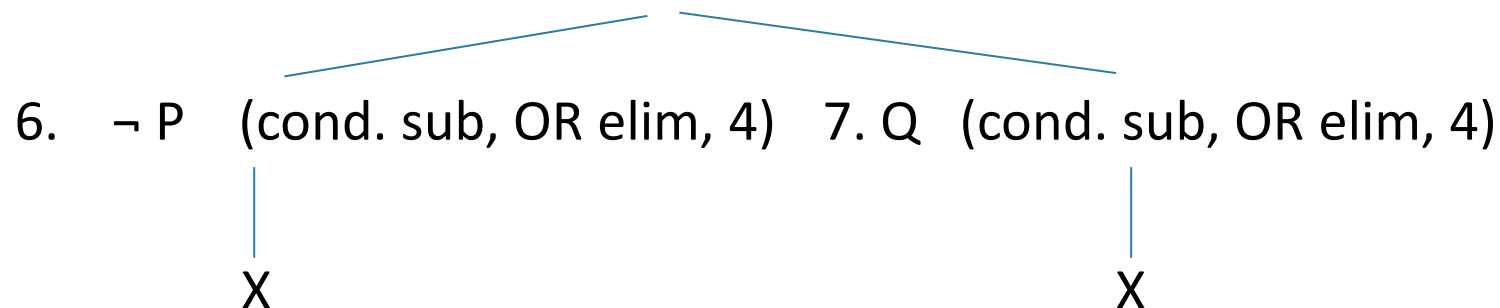 6. ¬ P (cond. sub, OR elim, 4) 7. Q (cond. sub, OR elim, 4)
X X